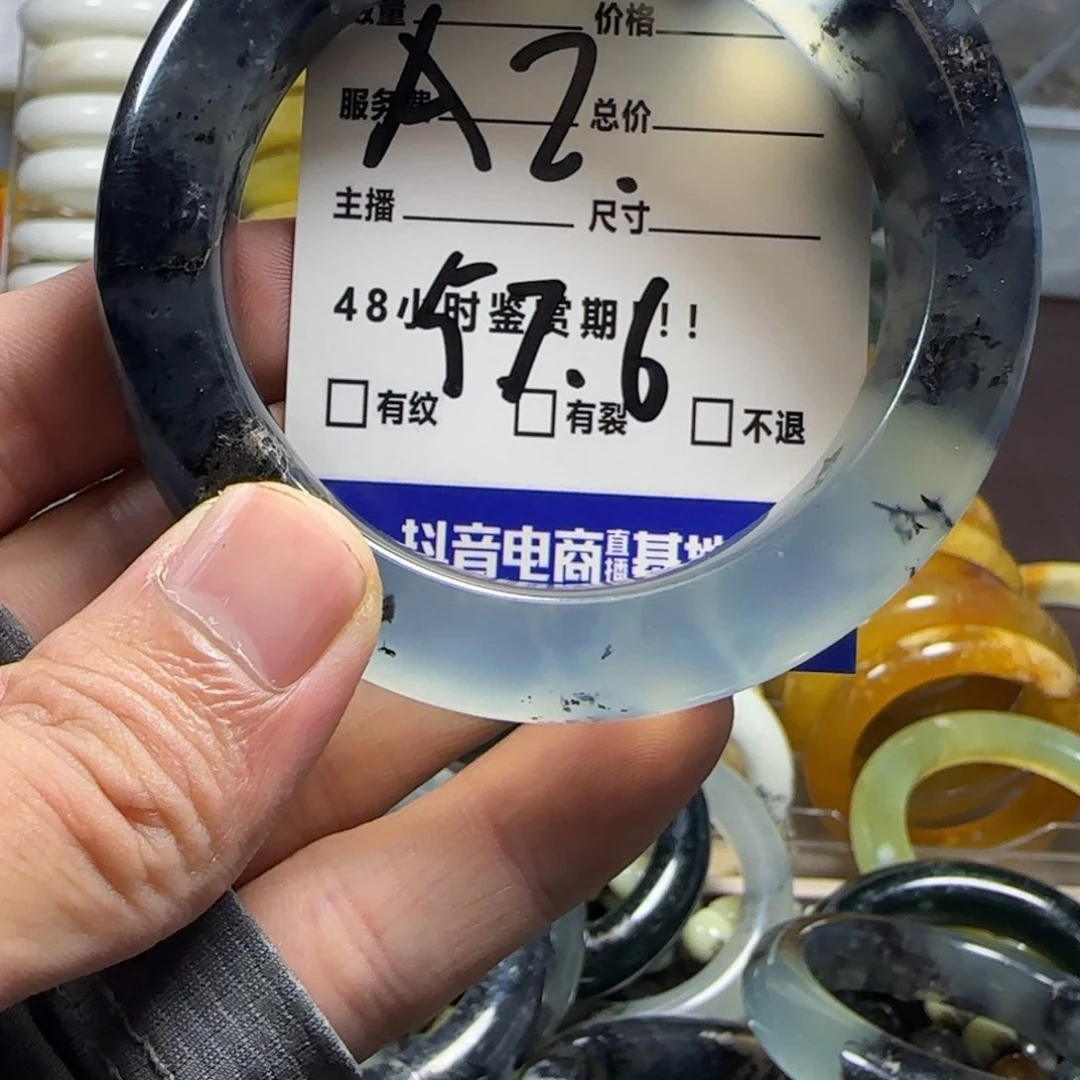 数量 价格
A2.
服务费 总价
主播 尺寸
48小时鉴赏期!!!
57.6
□有纹 □有裂 □不退
抖音电商直播基地